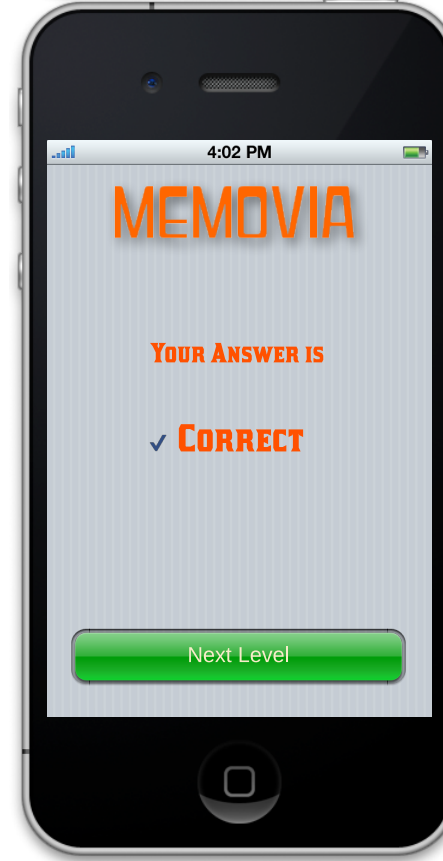 4:02 PM
MEMOVIA
Your Answer is
✓ Correct
Next Level